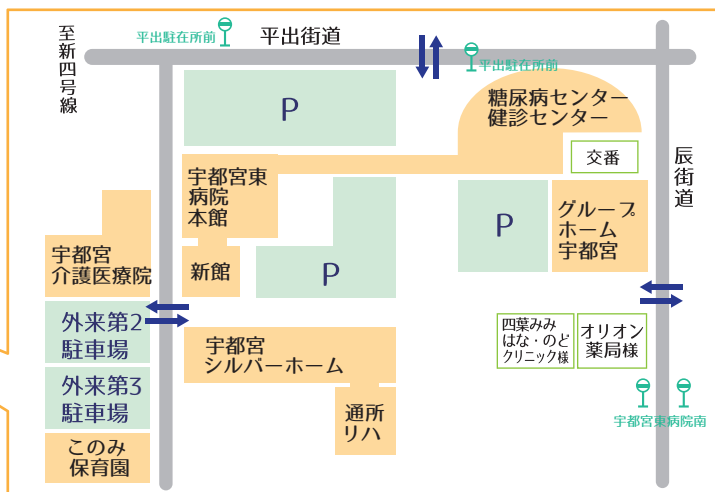 至新四号線
平出駐在所前
平出街道
平出駐在所前
P
糖尿病センター
健診センター
交番
辰街道
宇都宮東
病院
本館
P
グループ
ホーム
宇都宮
宇都宮
介護医療院
新館
P
外来第2
駐車場
四葉みみ
はな・のど
クリニック様
オリオン
薬局様
宇都宮
シルバーホーム
外来第3
駐車場
通所
リハ
宇都宮東病院南
このみ
保育園